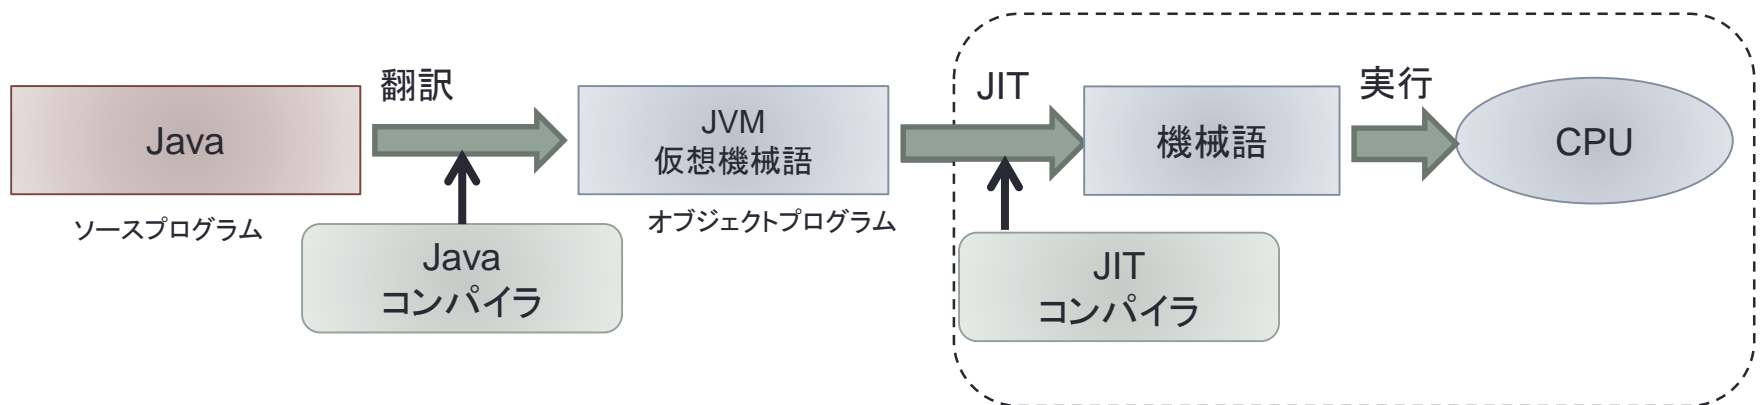 翻訳
JIT
実行
Java
JVM
仮想機械語
機械語
CPU
ソースプログラム
オブジェクトプログラム
Java
コンパイラ
JIT
コンパイラ